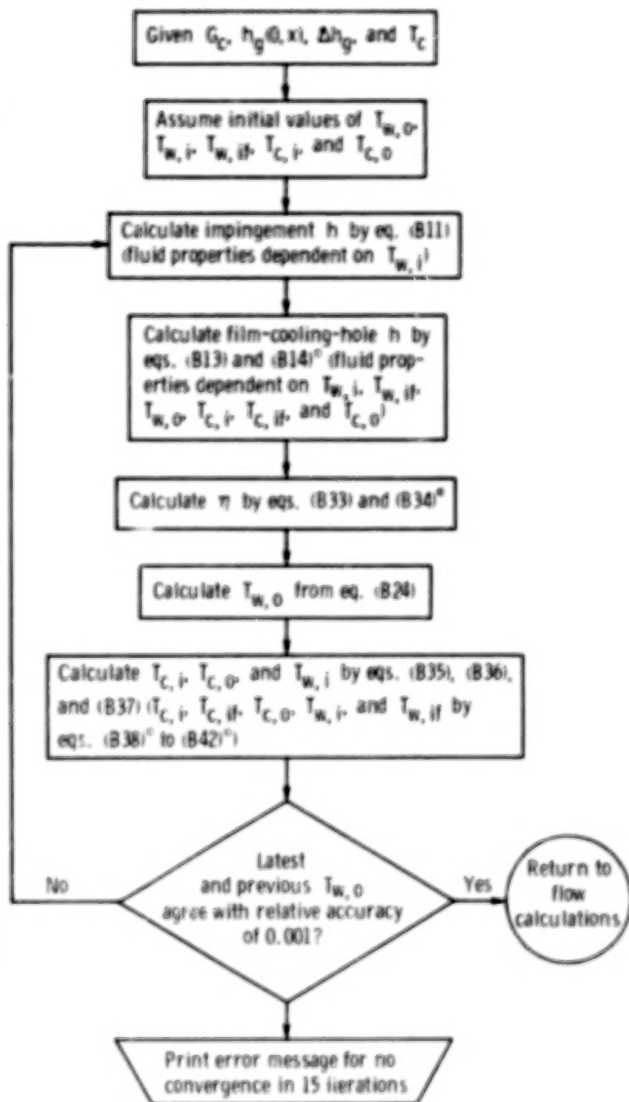 Given G_c, h_g(0, x), Δh_g, and T_c
Assume initial values of T_w,o,
T_w,i, T_w,if, T_c,i, and T_c,o
Calculate impingement h by eq. (B11)
(fluid properties dependent on T_w,i)
Calculate film-cooling-hole h by
eqs. (B13) and (B14)* (fluid prop-
erties dependent on T_w,i, T_w,if,
T_w,o, T_c,i, T_c,if, and T_c,o)
Calculate η by eqs. (B33) and (B34)*
Calculate T_w,o from eq. (B24)
Calculate T_c,i, T_c,o, and T_w,i by eqs. (B35), (B36),
and (B37) (T_c,i, T_c,if, T_c,o, T_w,i, and T_w,if by
eqs. (B38)* to (B42)*)
No
Latest
and previous T_w,o
agree with relative accuracy
of 0.001?
Yes
Return to
flow
calculations
Print error message for no
convergence in 15 iterations